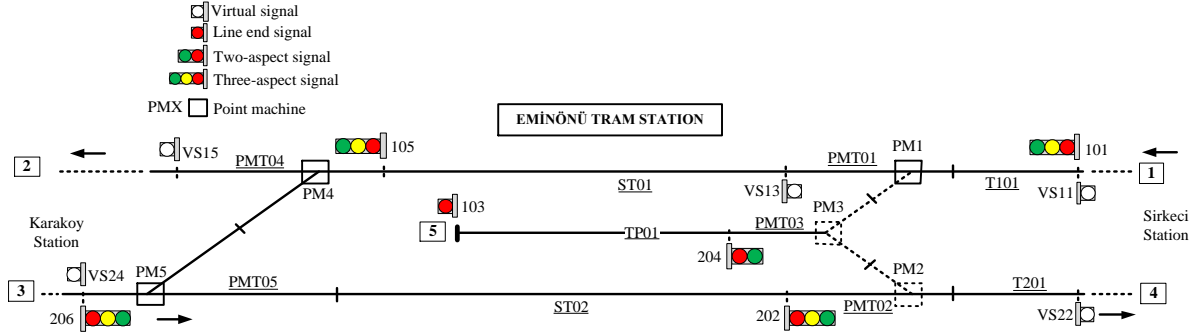 Virtual signal
Line end signal
Two-aspect signal
Three-aspect signal
PMX Point machine
EMİNÖNÜ TRAM STATION
2
VS15
PMT04
PM4
105
ST01
VS13
PMT01
PM1
101
T101
VS11
1
Karakoy
Station
103
5
TP01
PMT03
PM3
204
Sirkeci
Station
3
VS24
206
PM5
PMT05
ST02
202
PMT02
PM2
T201
VS22
4